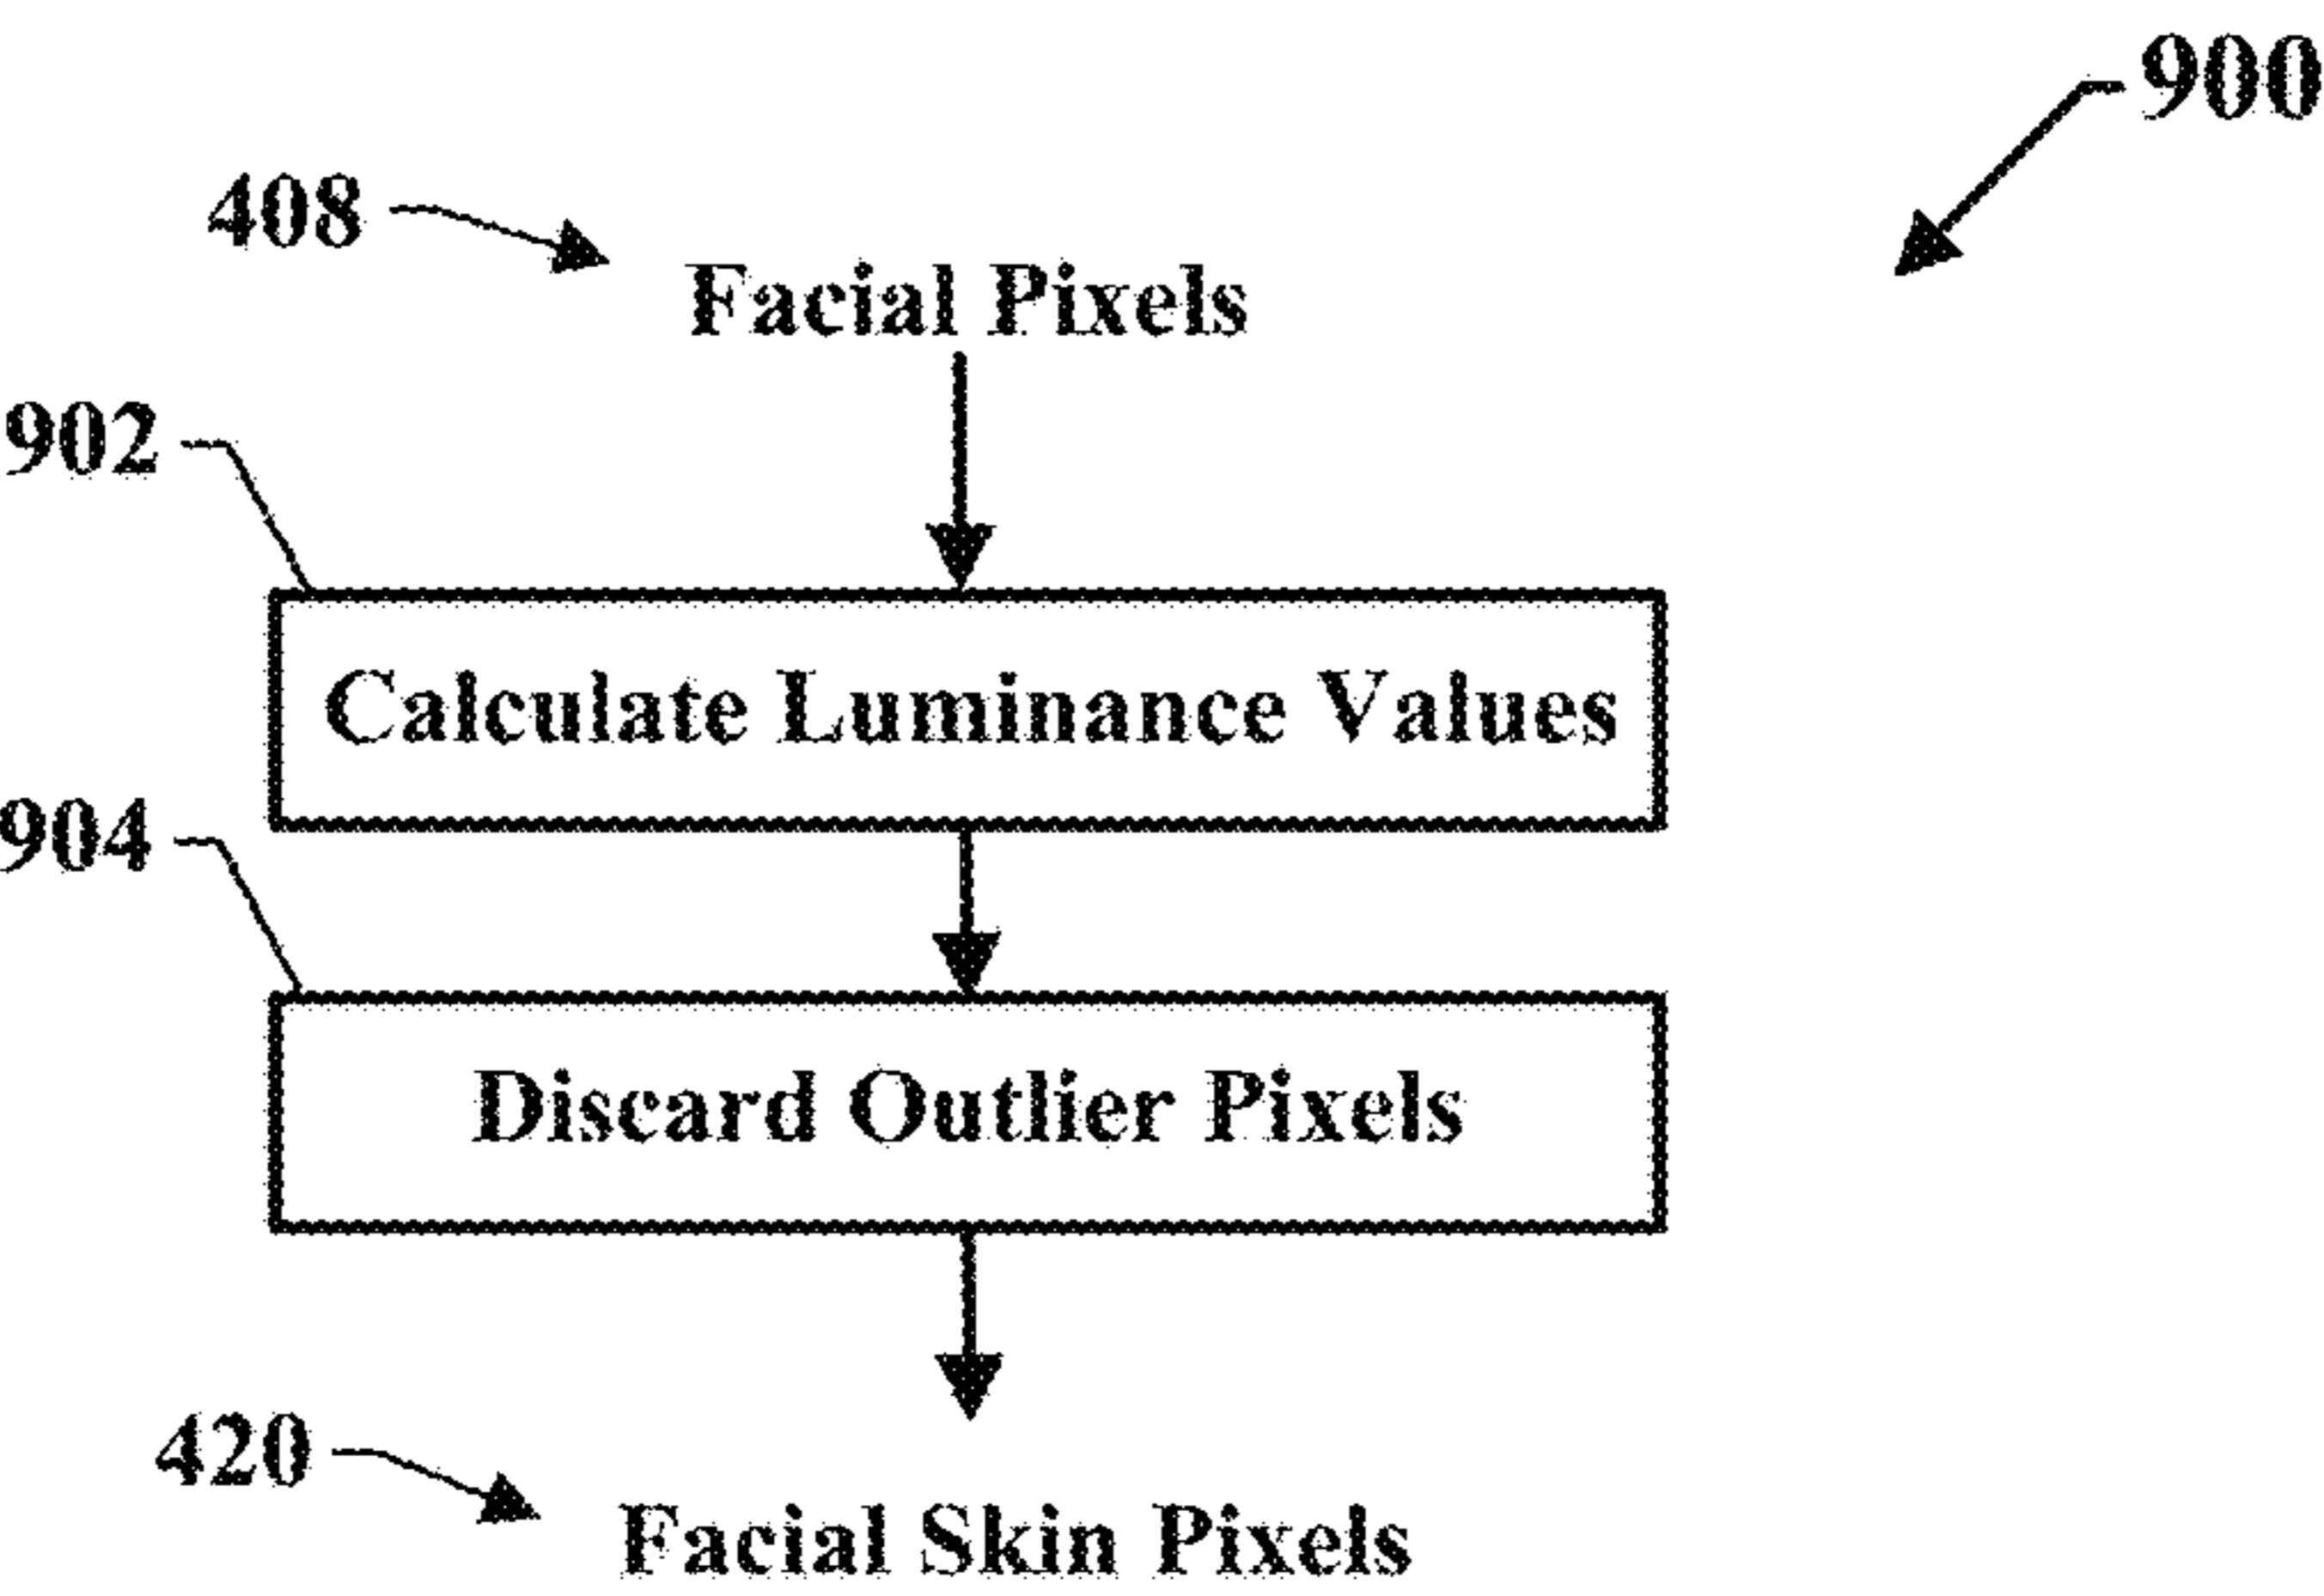 900
408
Facial Pixels
902
Calculate Luminance Values
904
Discard Outlier Pixels
420
Facial Skin Pixels